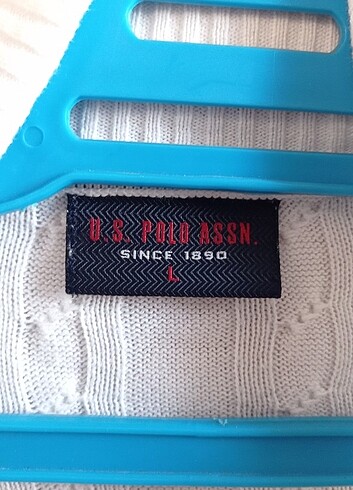 U.S. POLO ASSN.
SINCE 1890
L